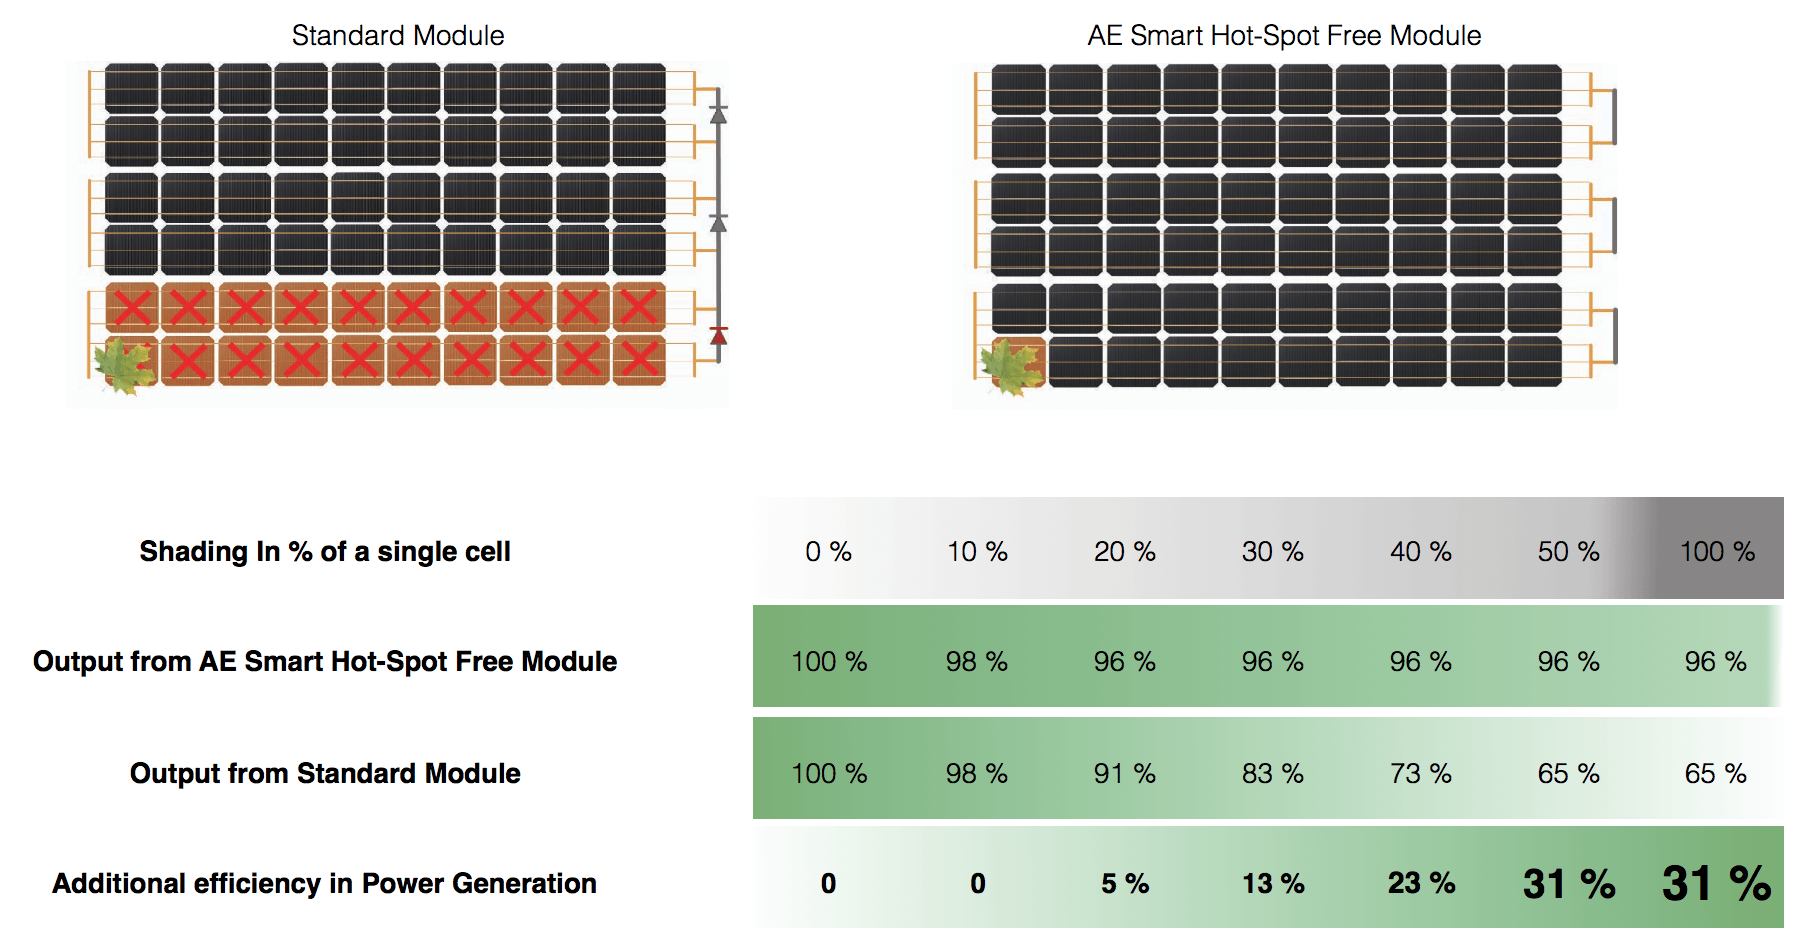 Standard Module
AE Smart Hot-Spot Free Module
Shading In % of a single cell 0 % 10 % 20 % 30 % 40 % 50 % 100 %
Output from AE Smart Hot-Spot Free Module 100 % 98 % 96 % 96 % 96 % 96 % 96 %
Output from Standard Module 100 % 98 % 91 % 83 % 73 % 65 % 65 %
Additional efficiency in Power Generation 0 0 5 % 13 % 23 % 31 % 31 %